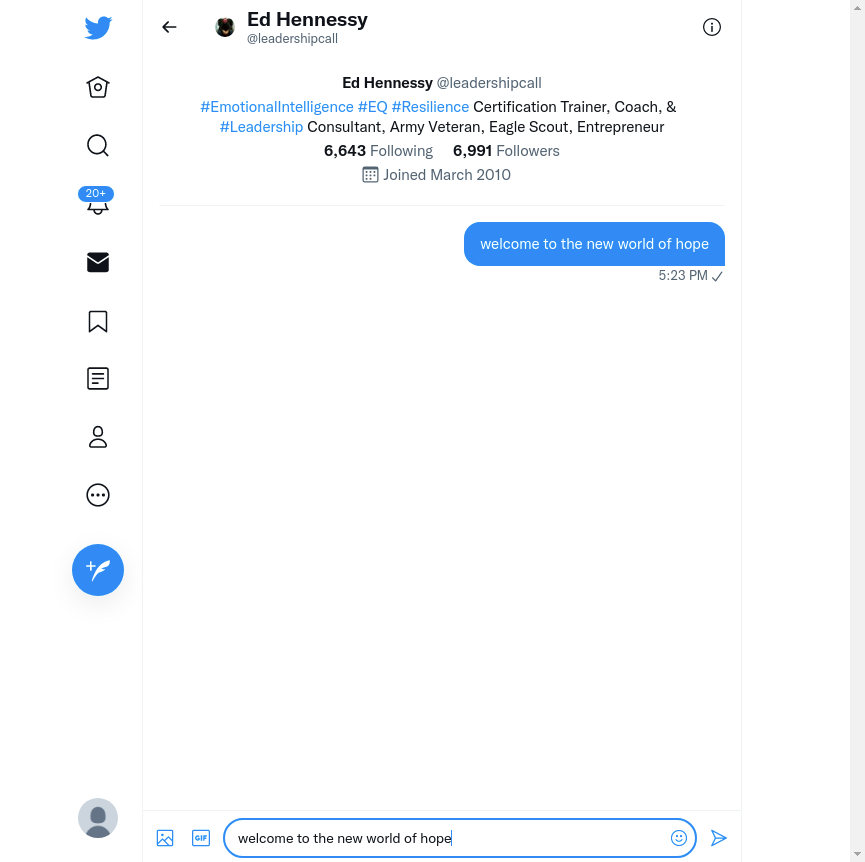 Ed Hennessy
@leadershipcall
Ed Hennessy @leadershipcall
#EmotionalIntelligence #EQ #Resilience Certification Trainer, Coach, &
#Leadership Consultant, Army Veteran, Eagle Scout, Entrepreneur
6,643 Following 6,991 Followers
Joined March 2010
20+
welcome to the new world of hope
5:23 PM
GIF
welcome to the new world of hope